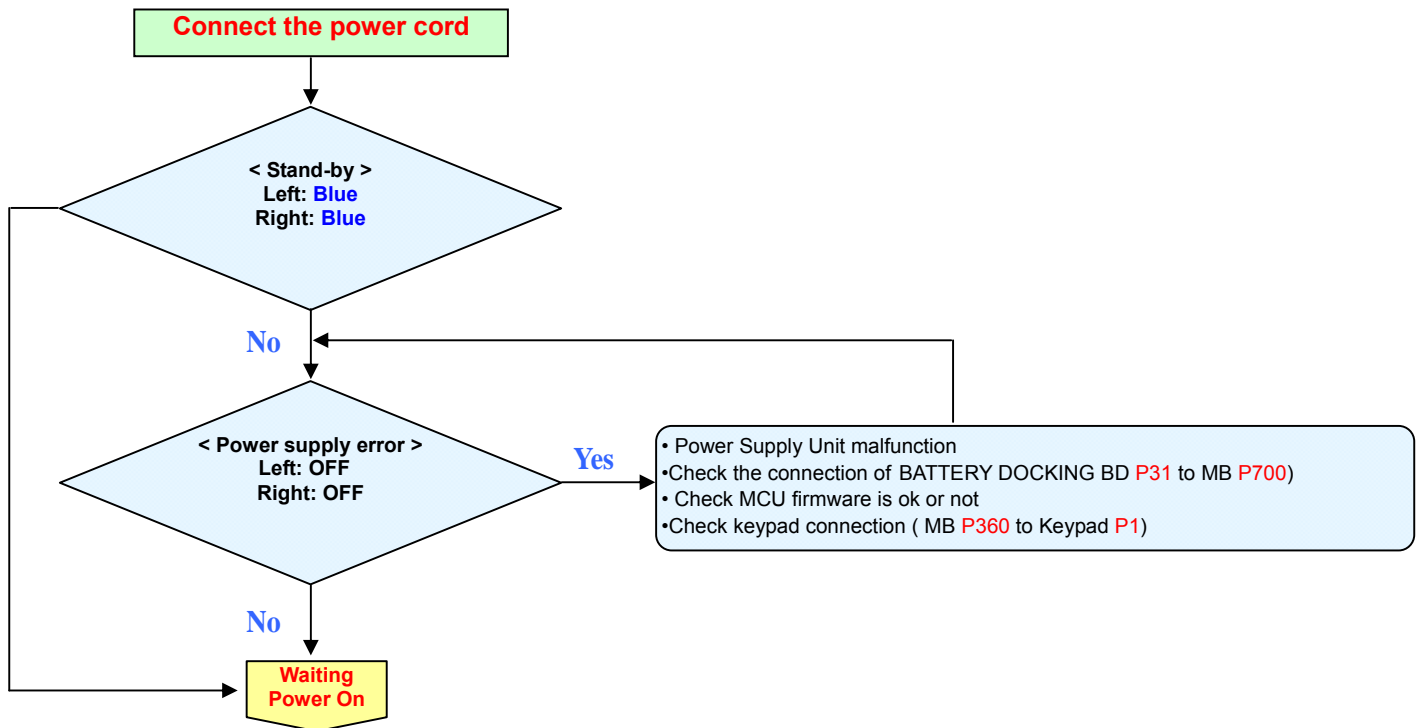 Connect the power cord
< Stand-by >
Left: Blue
Right: Blue
No
< Power supply error >
Left: OFF
Right: OFF
Yes
• Power Supply Unit malfunction
•Check the connection of BATTERY DOCKING BD P31 to MB P700)
• Check MCU firmware is ok or not
•Check keypad connection ( MB P360 to Keypad P1)
No
Waiting
Power On